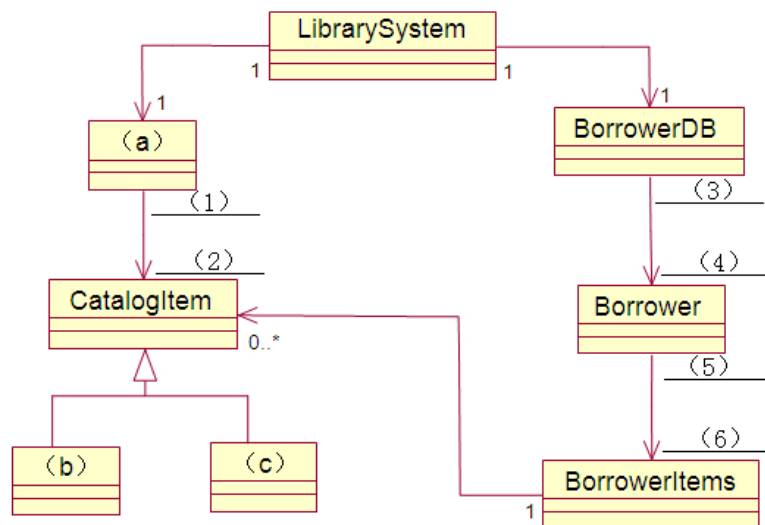 LibrarySystem
1
1
1
1
(a)
BorrowerDB
(1)
(3)
(2)
(4)
CatalogItem
Borrower
0..*
(5)
(6)
(b)
(c)
BorrowerItems
1